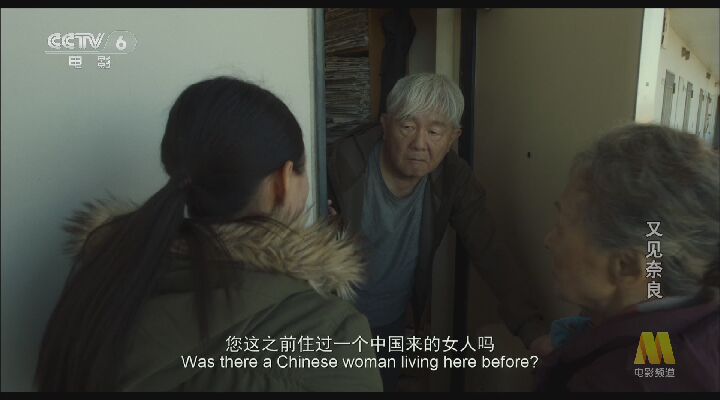 CCTV 6
电影
又见奈良
您这之前住过一个中国来的女人吗
Was there a Chinese woman living here before?
电影频道